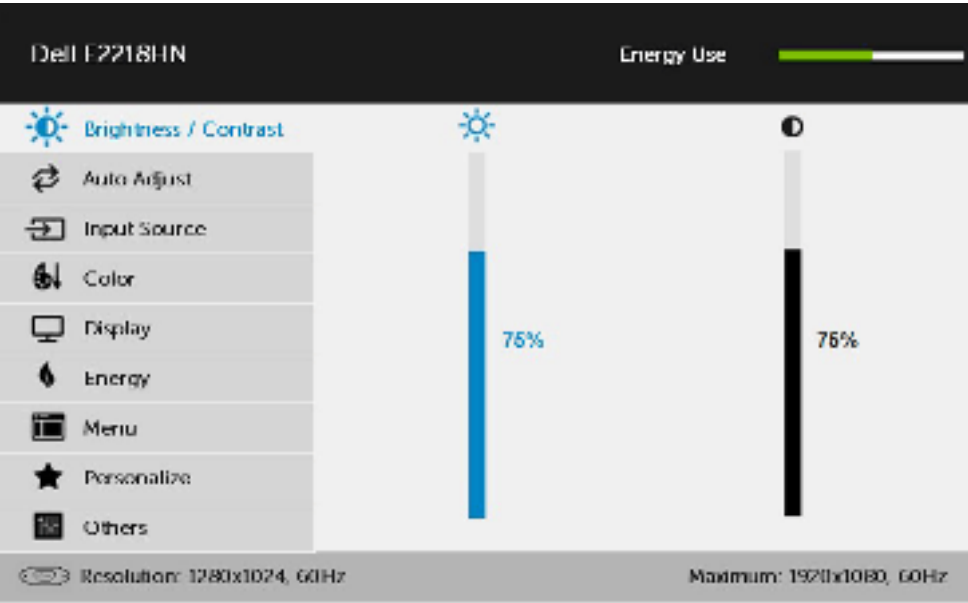 Dell E2218HN
Energy Use
Brightness / Contrast
Auto Adjust
Input Source
Color
Display
Energy
Menu
Personalize
Others
75%
75%
Resolution: 1280x1024, 60Hz
Maximum: 1920x1080, 60Hz